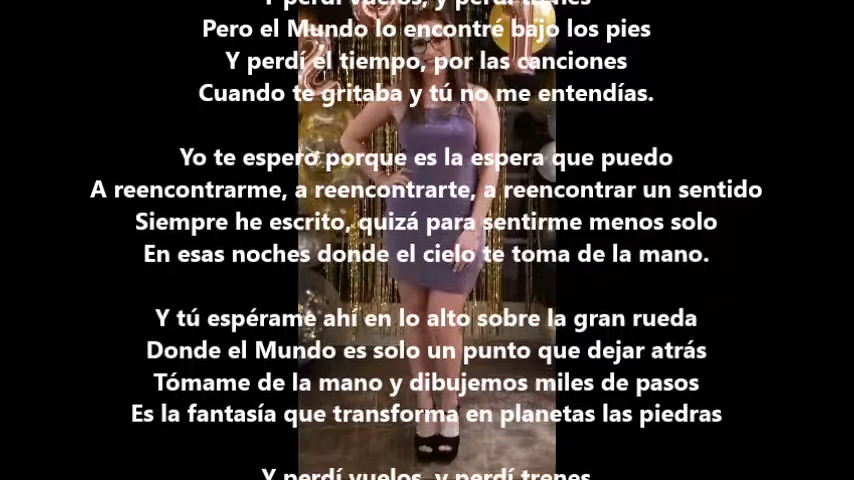 Y perdí vuelos, y perdí trenes
Pero el Mundo lo encontré bajo los pies
Y perdí el tiempo, por las canciones
Cuando te gritaba y tú no me entendías.
Yo te espero porque es la espera que puedo
A reencontrarme, a reencontrarte, a reencontrar un sentido
Siempre he escrito, quizá para sentirme menos solo
En esas noches donde el cielo te toma de la mano.
Y tú espérame ahí en lo alto sobre la gran rueda
Donde el Mundo es solo un punto que dejar atrás
Tómame de la mano y dibujemos miles de pasos
Es la fantasía que transforma en planetas las piedras
Y perdí vuelos, y perdí trenes